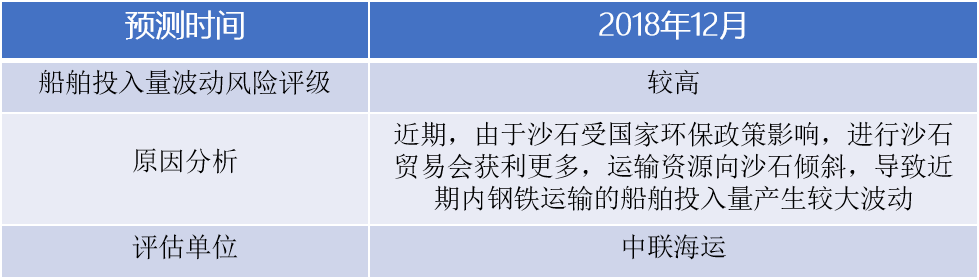 预测时间 2018年12月
船舶投入量波动风险评级 较高
原因分析
近期，由于沙石受国家环保政策影响，进行沙石
贸易会获利更多，运输资源向沙石倾斜，导致近
期内钢铁运输的船舶投入量产生较大波动
评估单位 中联海运